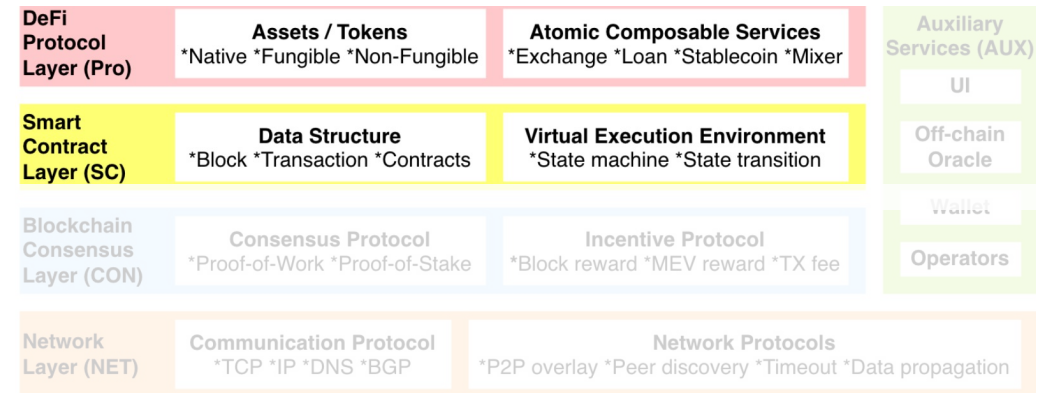 DeFi
Protocol
Layer (Pro)
Assets / Tokens
*Native *Fungible *Non-Fungible
Atomic Composable Services
*Exchange *Loan *Stablecoin *Mixer
Auxiliary
Services (AUX)
UI
Off-chain
Oracle
Wallet
Operators
Smart
Contract
Layer (SC)
Data Structure
*Block *Transaction *Contracts
Virtual Execution Environment
*State machine *State transition
Blockchain
Consensus
Layer (CON)
Consensus Protocol
*Proof-of-Work *Proof-of-Stake
Incentive Protocol
*Block reward *MEV reward *TX fee
Network
Layer (NET)
Communication Protocol
*TCP *IP *DNS *BGP
Network Protocols
*P2P overlay *Peer discovery *Timeout *Data propagation